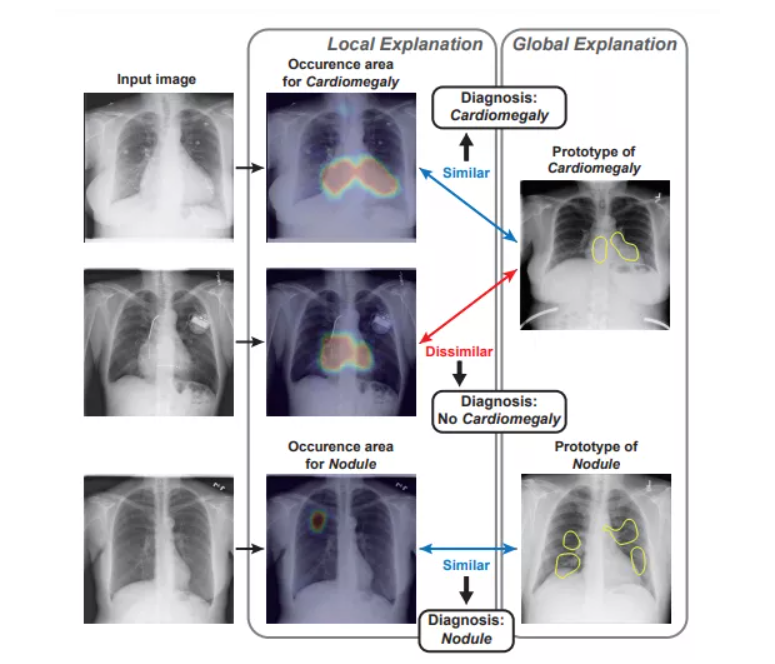 Local Explanation
Global Explanation
Input image
Occurence area
for Cardiomegaly
Diagnosis:
Cardiomegaly
Similar
Prototype of
Cardiomegaly
Dissimilar
Diagnosis:
No Cardiomegaly
Occurence area
for Nodule
Prototype of
Nodule
Similar
Diagnosis:
Nodule